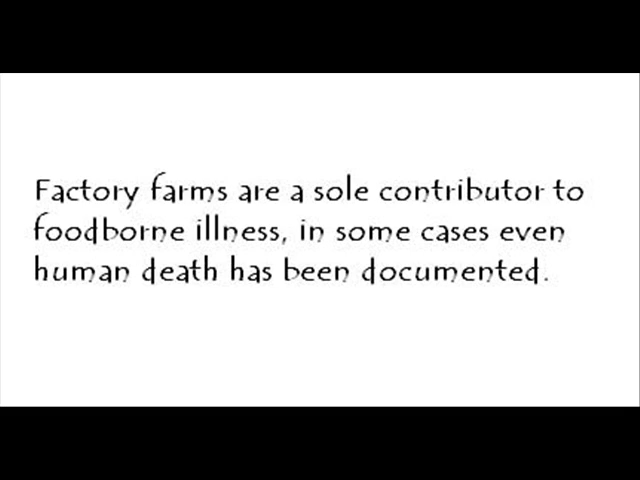 Factory farms are a sole contributor to
foodborne illness, in some cases even
human death has been documented.